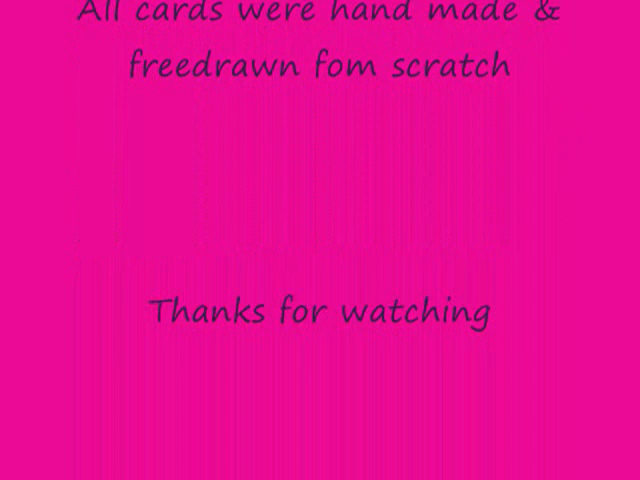 All cards were hand made &
freedrawn fom scratch
Thanks for watching